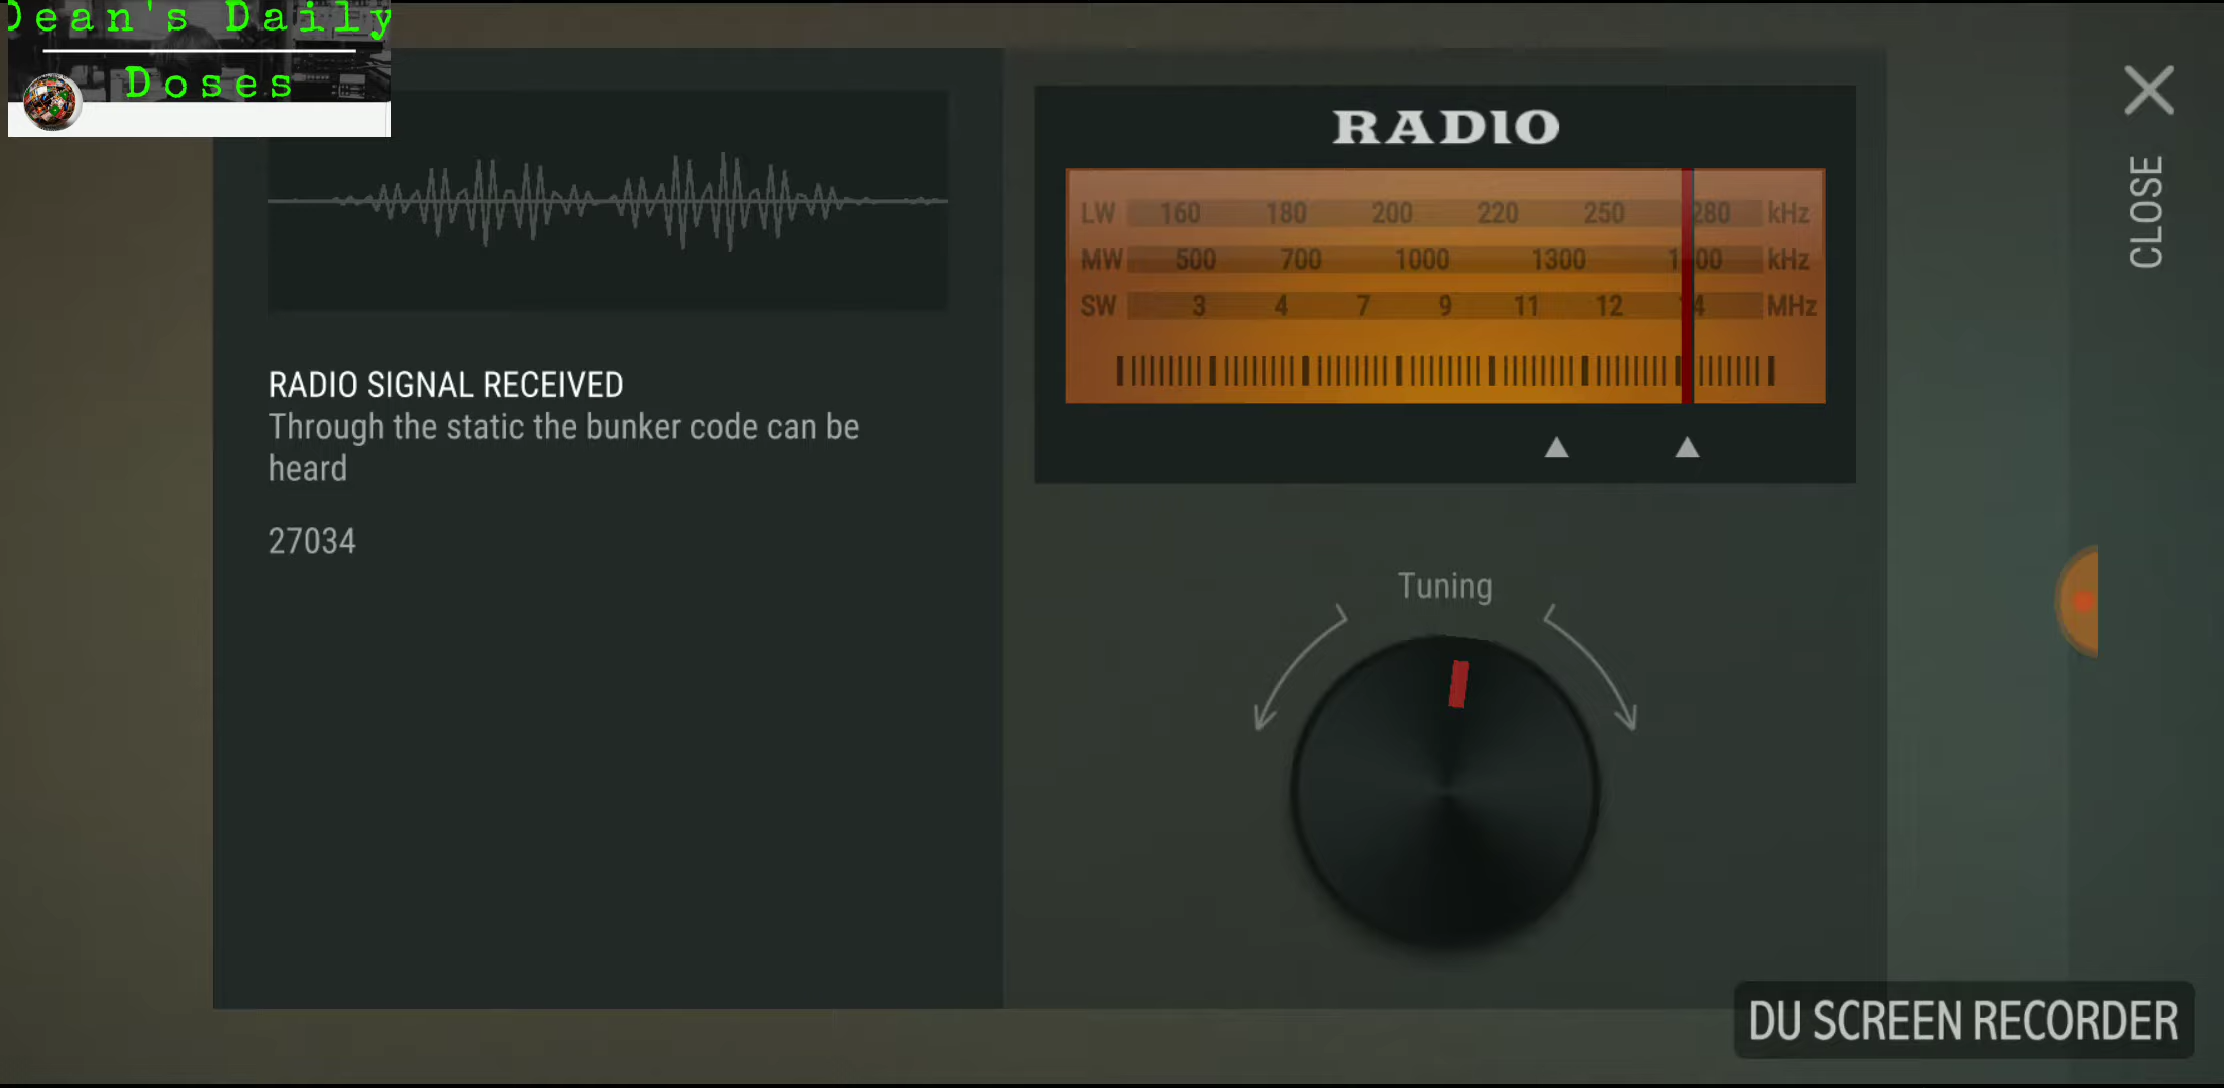 Dean's Daily
Doses
RADIO SIGNAL RECEIVED
Through the static the bunker code can be
heard
27034
RADIO
LW 160 180 200 220 250 280 kHz
MW 500 700 1000 1300 kHz
SW 3 4 7 9 11 12 MHz
Tuning
CLOSE
DU SCREEN RECORDER